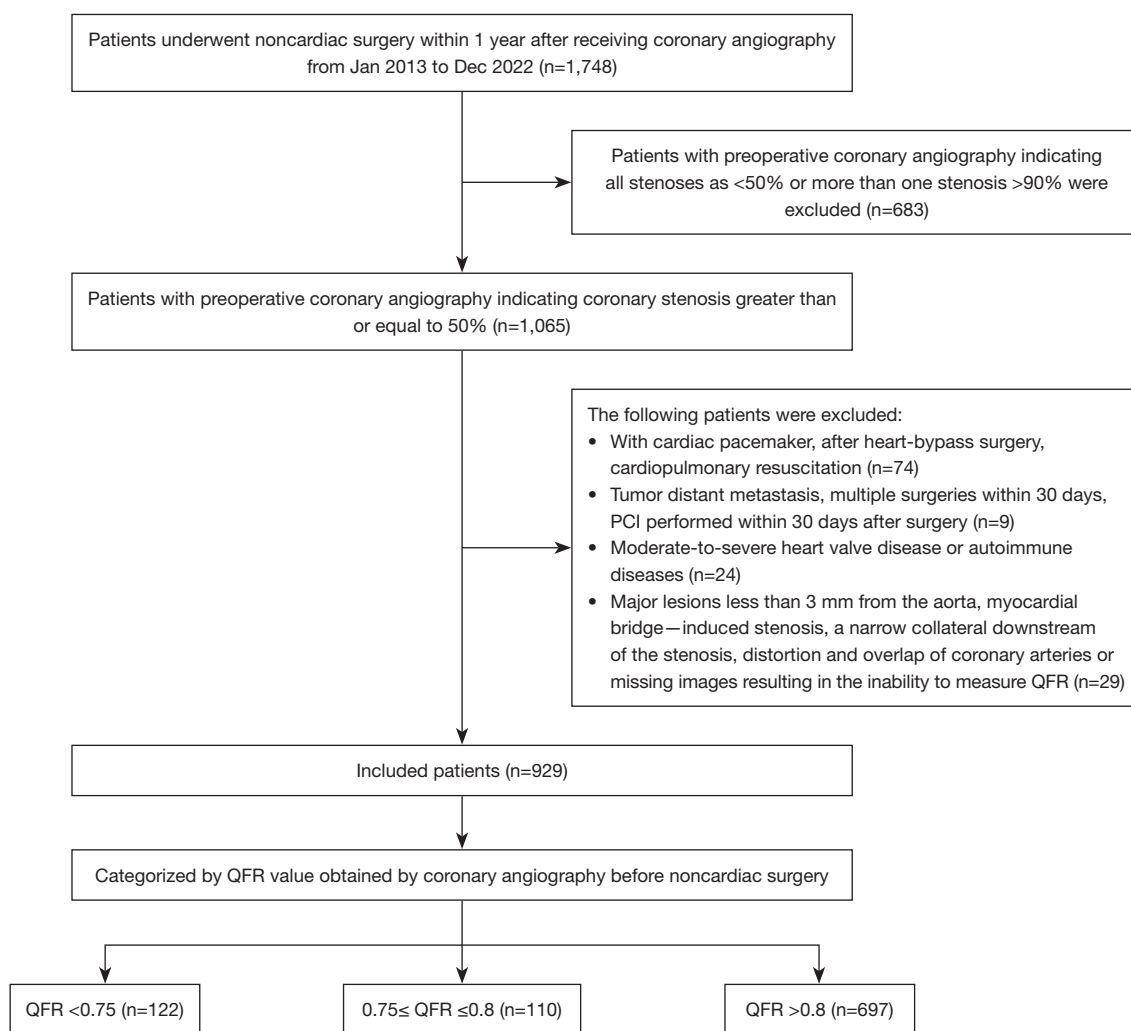 Patients underwent noncardiac surgery within 1 year after receiving coronary angiography
from Jan 2013 to Dec 2022 (n=1,748)
Patients with preoperative coronary angiography indicating
all stenoses as <50% or more than one stenosis >90% were
excluded (n=683)
Patients with preoperative coronary angiography indicating coronary stenosis greater than
or equal to 50% (n=1,065)
The following patients were excluded:
• With cardiac pacemaker, after heart-bypass surgery,
cardiopulmonary resuscitation (n=74)
• Tumor distant metastasis, multiple surgeries within 30 days,
PCI performed within 30 days after surgery (n=9)
• Moderate-to-severe heart valve disease or autoimmune
diseases (n=24)
• Major lesions less than 3 mm from the aorta, myocardial
bridge—induced stenosis, a narrow collateral downstream
of the stenosis, distortion and overlap of coronary arteries or
missing images resulting in the inability to measure QFR (n=29)
Included patients (n=929)
Categorized by QFR value obtained by coronary angiography before noncardiac surgery
QFR <0.75 (n=122)
0.75≤ QFR ≤0.8 (n=110)
QFR >0.8 (n=697)